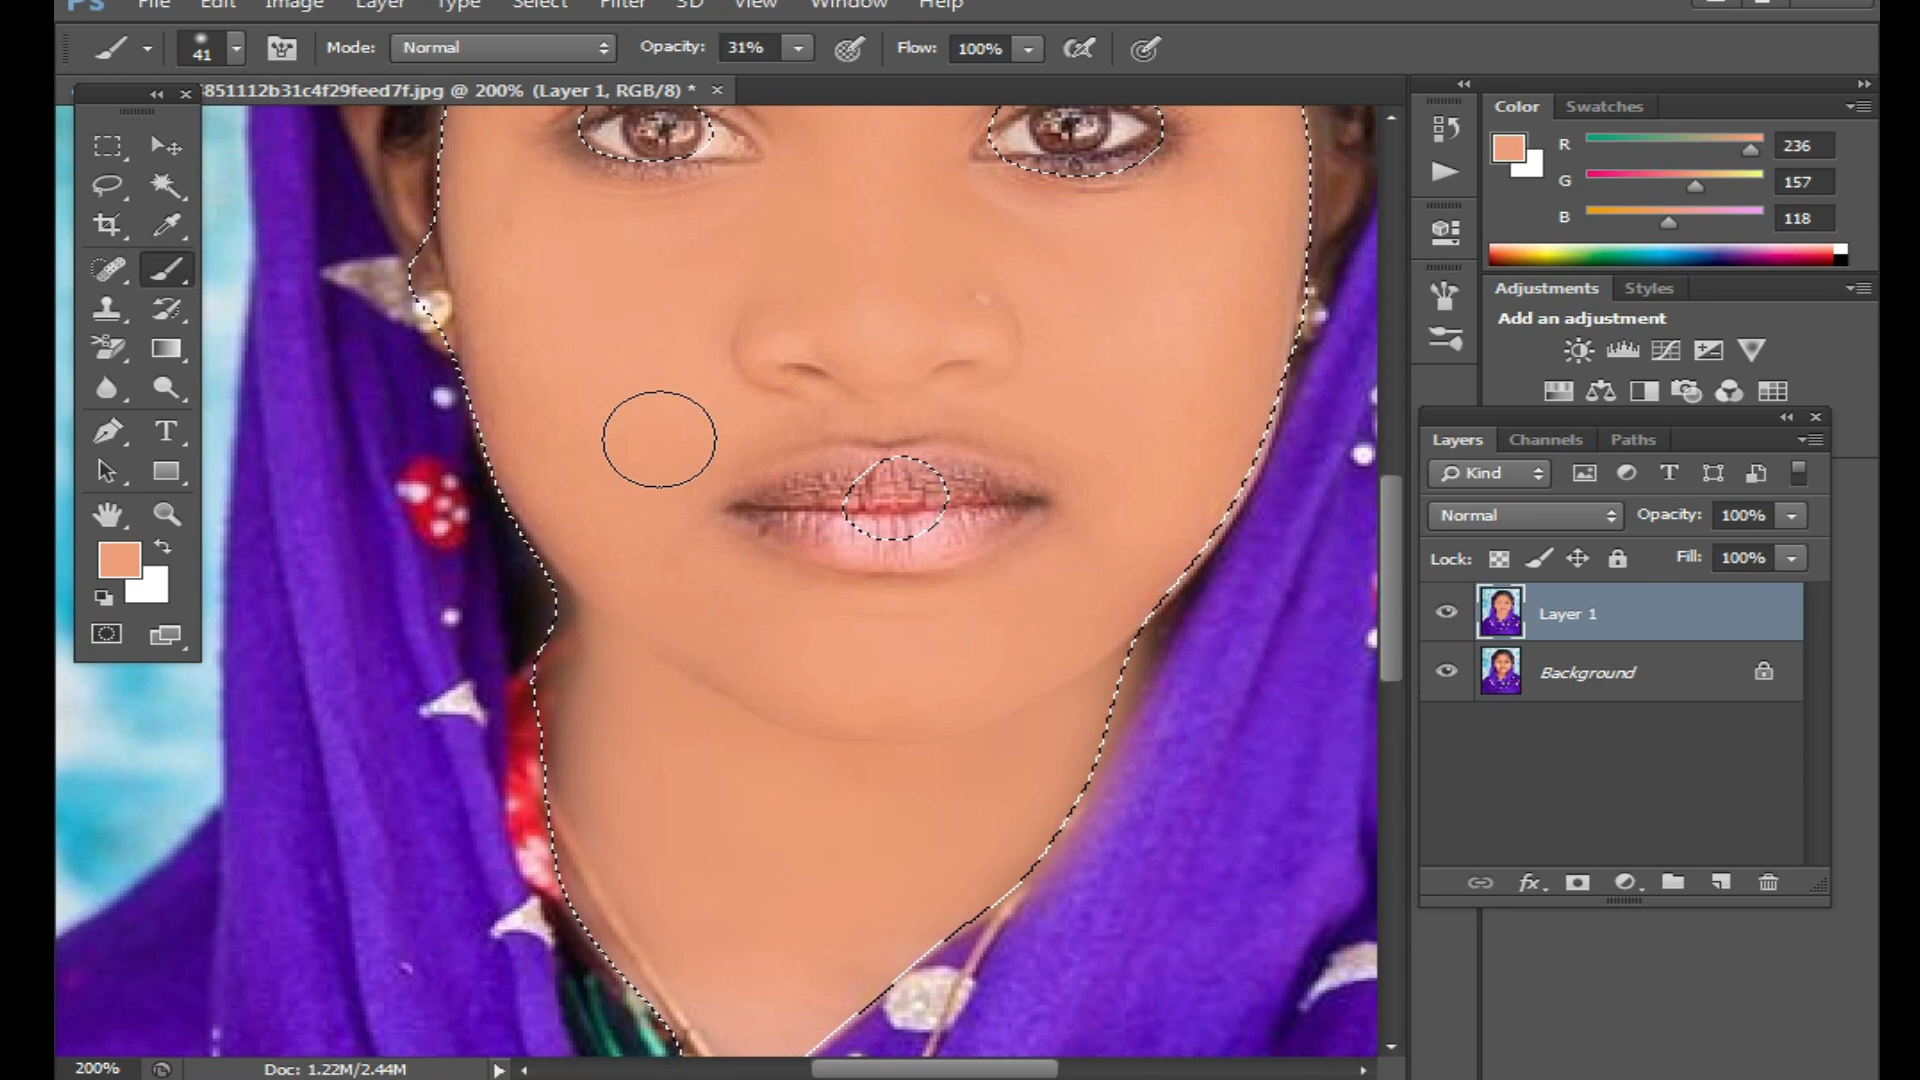 Ps File Edit Image Layer Type Select Filter 3D View Window Help
41 Mode: Normal Opacity: 31% Flow: 100%
851112b31c4f29feed7f.jpg @ 200% (Layer 1, RGB/8) * ×
Color Swatches
R 236
G 157
B 118
Adjustments Styles
Add an adjustment
Layers Channels Paths
Kind
Normal Opacity: 100%
Lock: Fill: 100%
Layer 1
Background
fx
200% Doc: 1.22M/2.44M